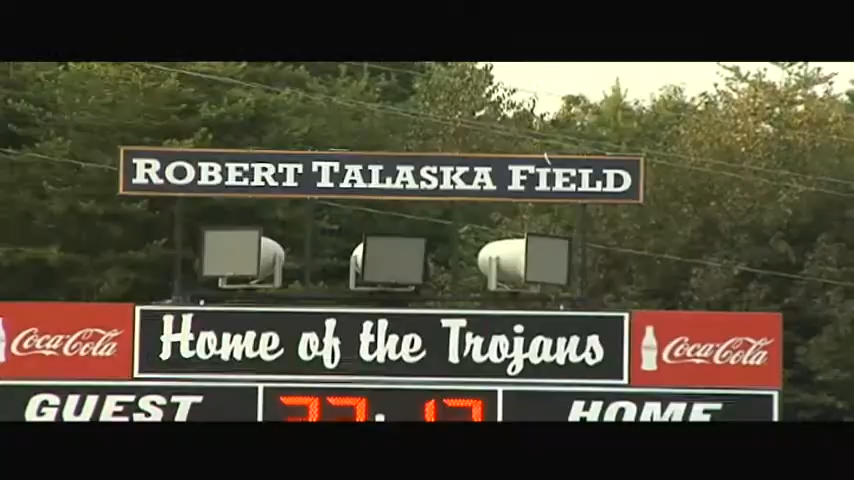 ROBERT TALASKA FIELD
Coca-Cola Home of the Trojans Coca-Cola
GUEST HOME